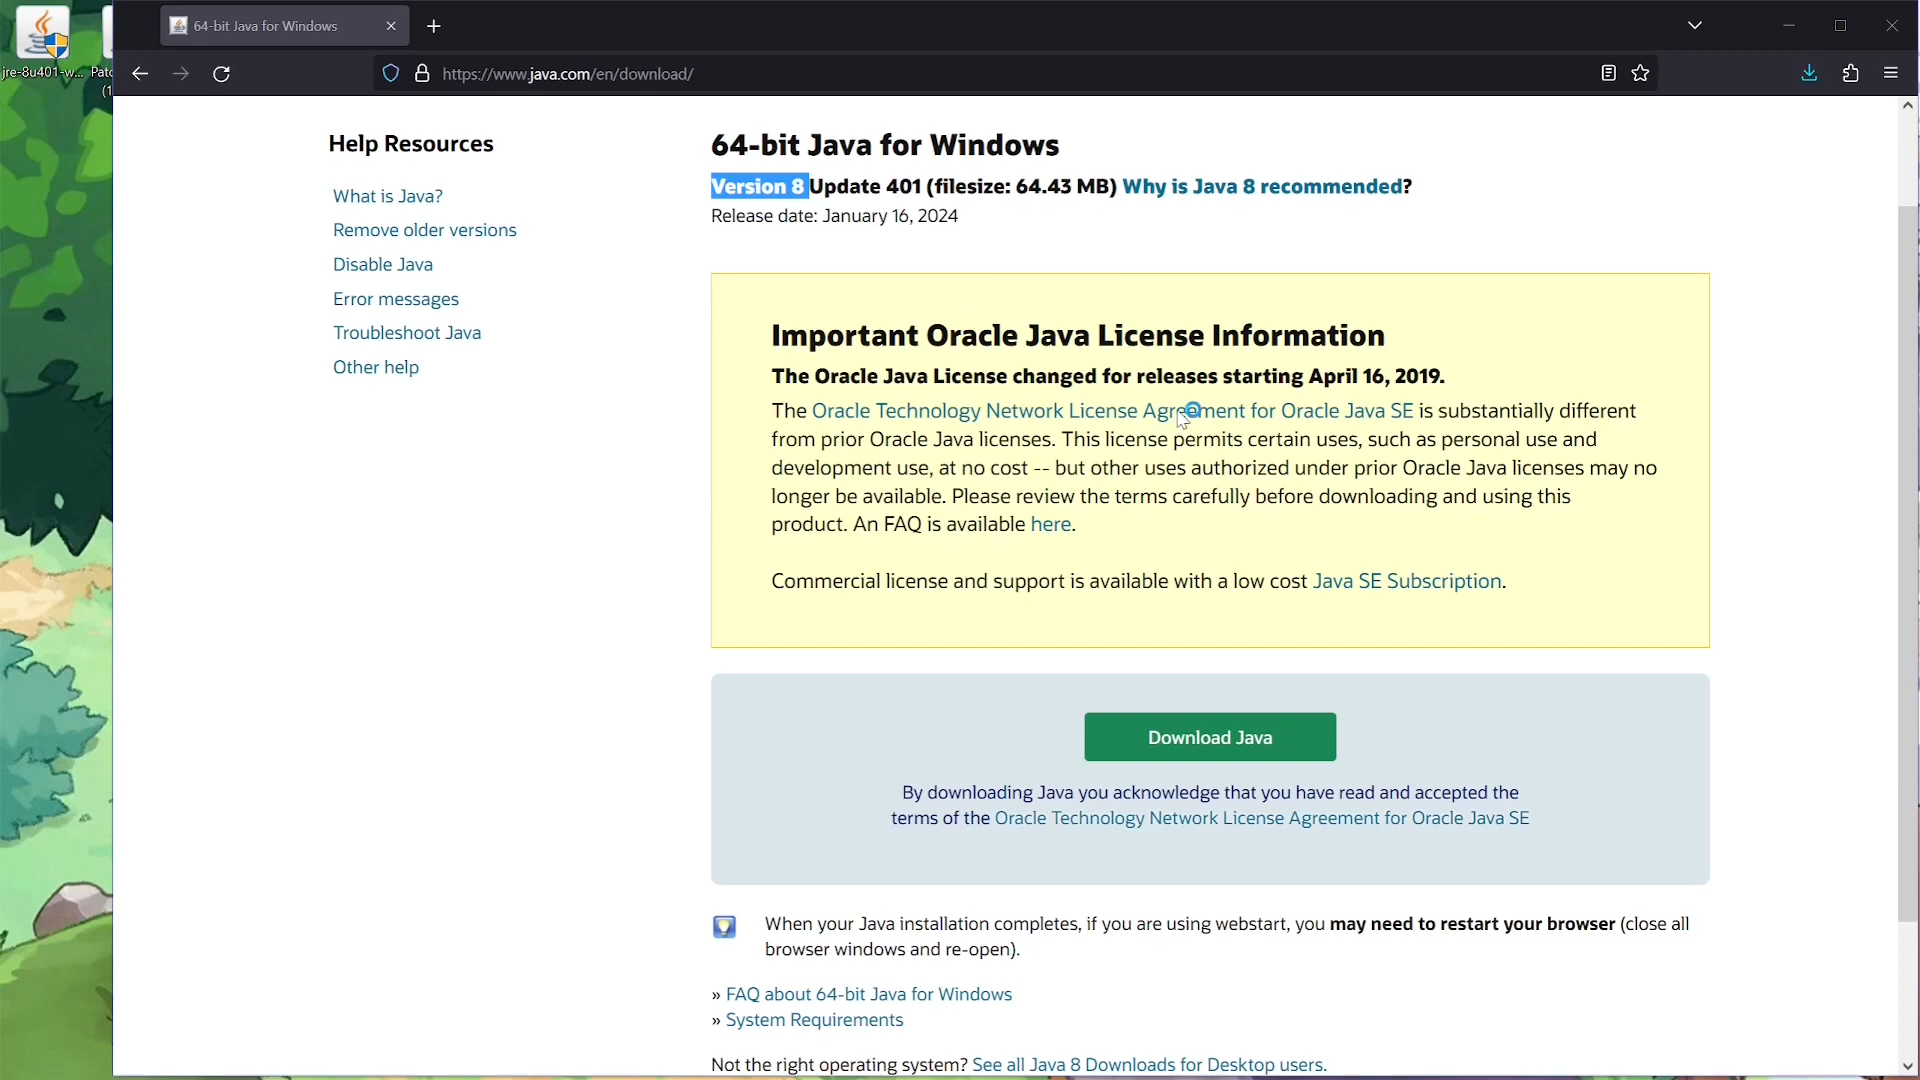 64-bit Java for Windows
https://www.java.com/en/download/
jre-8u401-w...
Help Resources
What is Java?
Remove older versions
Disable Java
Error messages
Troubleshoot Java
Other help
64-bit Java for Windows
Version 8 Update 401 (filesize: 64.43 MB) Why is Java 8 recommended?
Release date: January 16, 2024
Important Oracle Java License Information
The Oracle Java License changed for releases starting April 16, 2019.
The Oracle Technology Network License Agreement for Oracle Java SE is substantially different
from prior Oracle Java licenses. This license permits certain uses, such as personal use and
development use, at no cost -- but other uses authorized under prior Oracle Java licenses may no
longer be available. Please review the terms carefully before downloading and using this
product. An FAQ is available here.
Commercial license and support is available with a low cost Java SE Subscription.
Download Java
By downloading Java you acknowledge that you have read and accepted the
terms of the Oracle Technology Network License Agreement for Oracle Java SE
When your Java installation completes, if you are using webstart, you may need to restart your browser (close all
browser windows and re-open).
» FAQ about 64-bit Java for Windows
» System Requirements
Not the right operating system? See all Java 8 Downloads for Desktop users.